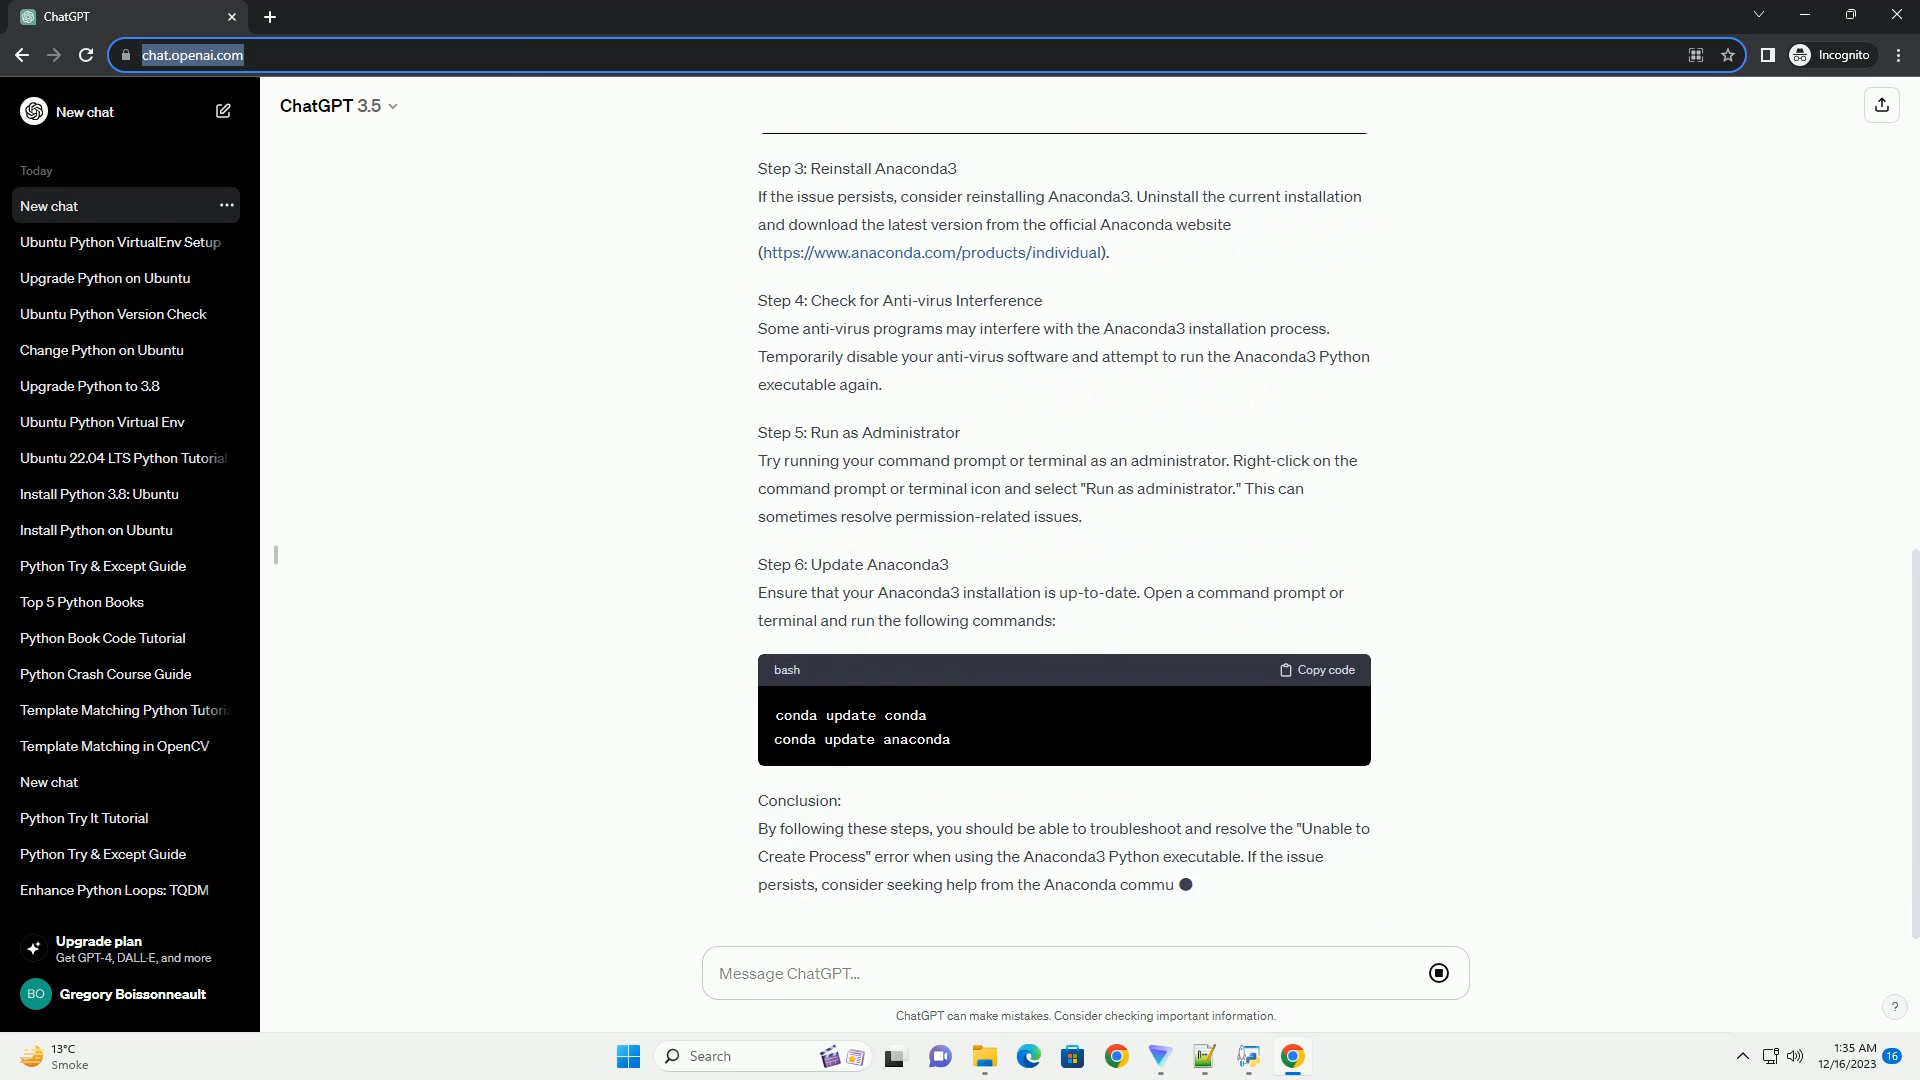 ChatGPT
chat.openai.com
Incognito
New chat
Today
New chat
Ubuntu Python VirtualEnv Setup
Upgrade Python on Ubuntu
Ubuntu Python Version Check
Change Python on Ubuntu
Upgrade Python to 3.8
Ubuntu Python Virtual Env
Ubuntu 22.04 LTS Python Tutorial
Install Python 3.8: Ubuntu
Install Python on Ubuntu
Python Try & Except Guide
Top 5 Python Books
Python Book Code Tutorial
Python Crash Course Guide
Template Matching Python Tutori
Template Matching in OpenCV
New chat
Python Try It Tutorial
Python Try & Except Guide
Enhance Python Loops: TQDM
Upgrade plan
Get GPT-4, DALL·E, and more
BO Gregory Boissonneault
ChatGPT 3.5
Step 3: Reinstall Anaconda3
If the issue persists, consider reinstalling Anaconda3. Uninstall the current installation
and download the latest version from the official Anaconda website
(https://www.anaconda.com/products/individual).
Step 4: Check for Anti-virus Interference
Some anti-virus programs may interfere with the Anaconda3 installation process.
Temporarily disable your anti-virus software and attempt to run the Anaconda3 Python
executable again.
Step 5: Run as Administrator
Try running your command prompt or terminal as an administrator. Right-click on the
command prompt or terminal icon and select "Run as administrator." This can
sometimes resolve permission-related issues.
Step 6: Update Anaconda3
Ensure that your Anaconda3 installation is up-to-date. Open a command prompt or
terminal and run the following commands:
bash Copy code
conda update conda
conda update anaconda
Conclusion:
By following these steps, you should be able to troubleshoot and resolve the "Unable to
Create Process" error when using the Anaconda3 Python executable. If the issue
persists, consider seeking help from the Anaconda commu
Message ChatGPT...
ChatGPT can make mistakes. Consider checking important information.
?
13°C
Smoke
Search
1:35 AM
12/16/2023
16